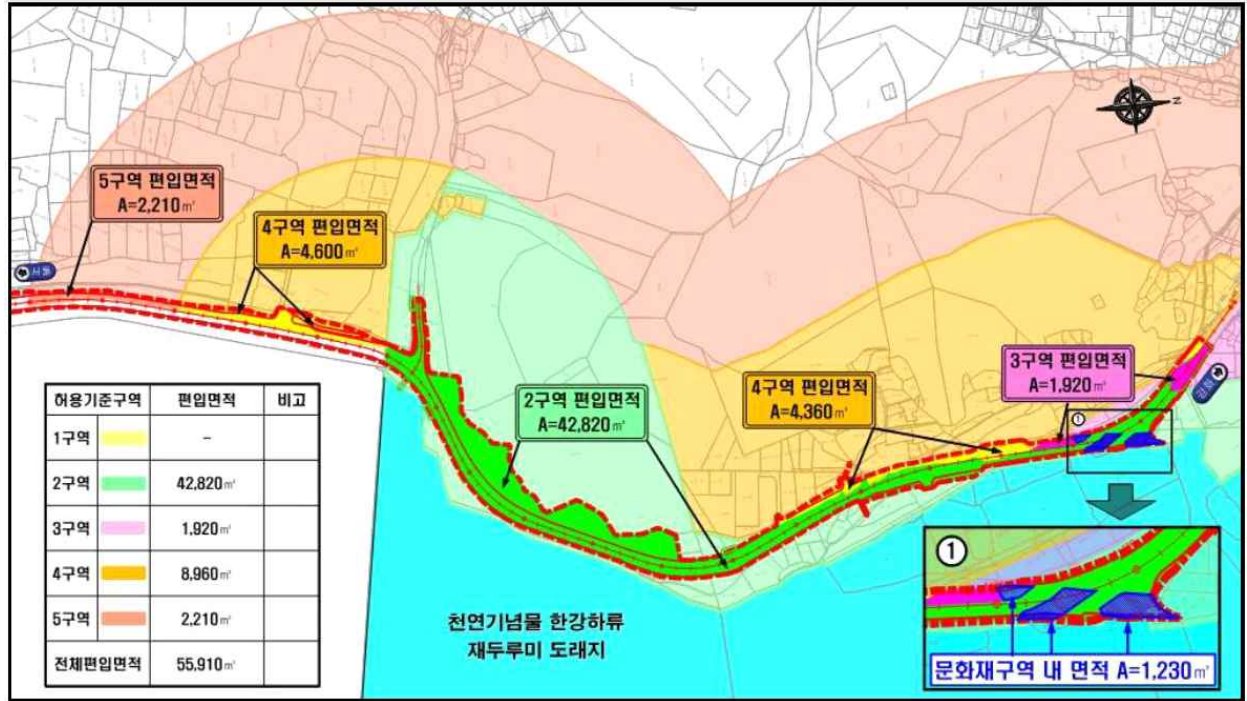 5구역 편입면적
A=2,210㎡
4구역 편입면적
A=4,600㎡
N
서울
3구역 편입면적
A=1,920㎡
4구역 편입면적
A=4,360㎡
2구역 편입면적
A=42,820㎡
김포
①
허용기준구역 편입면적 비고
1구역 -
2구역 42,820㎡
3구역 1,920㎡
4구역 8,960㎡
5구역 2,210㎡
전체편입면적 55,910㎡
천연기념물 한강하류
재두루미 도래지
①
문화재구역 내 면적 A=1,230㎡